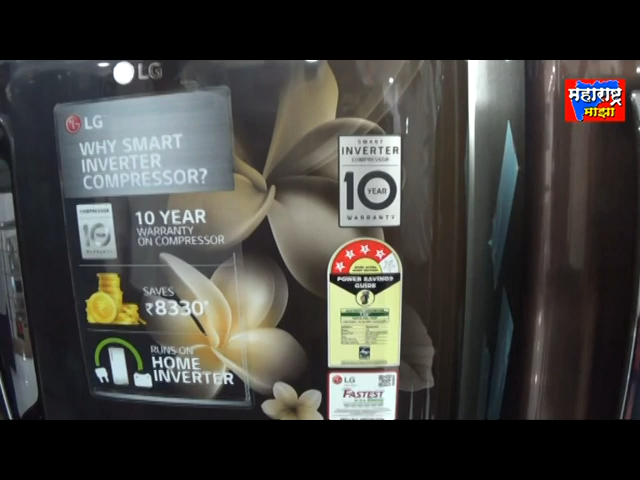 LG
महाराष्ट्र
माझा
LG
WHY SMART
INVERTER
COMPRESSOR?
10 YEAR
WARRANTY
ON COMPRESSOR
SAVES
₹8330*
RUNS ON
HOME
INVERTER
SMART
INVERTER
COMPRESSOR
10
YEAR
WARRANTY
POWER SAVINGS
GUIDE
LG
FASTEST